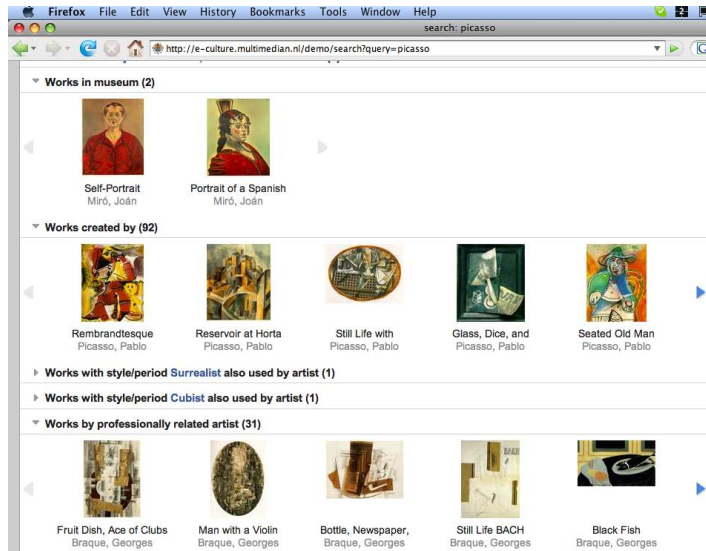 Firefox File Edit View History Bookmarks Tools Window Help
search: picasso
http://e-culture.multimedian.nl/demo/search?query=picasso
Works in museum (2)
Self-Portrait Portrait of a Spanish
Miró, Joán Miró, Joán
Works created by (92)
Rembrandtesque Reservoir at Horta Still Life with Glass, Dice, and Seated Old Man
Picasso, Pablo Picasso, Pablo Picasso, Pablo Picasso, Pablo Picasso, Pablo
Works with style/period Surrealist also used by artist (1)
Works with style/period Cubist also used by artist (1)
Works by professionally related artist (31)
BACH
Fruit Dish, Ace of Clubs Man with a Violin Bottle, Newspaper, Still Life BACH Black Fish
Braque, Georges Braque, Georges Braque, Georges Braque, Georges Braque, Georges